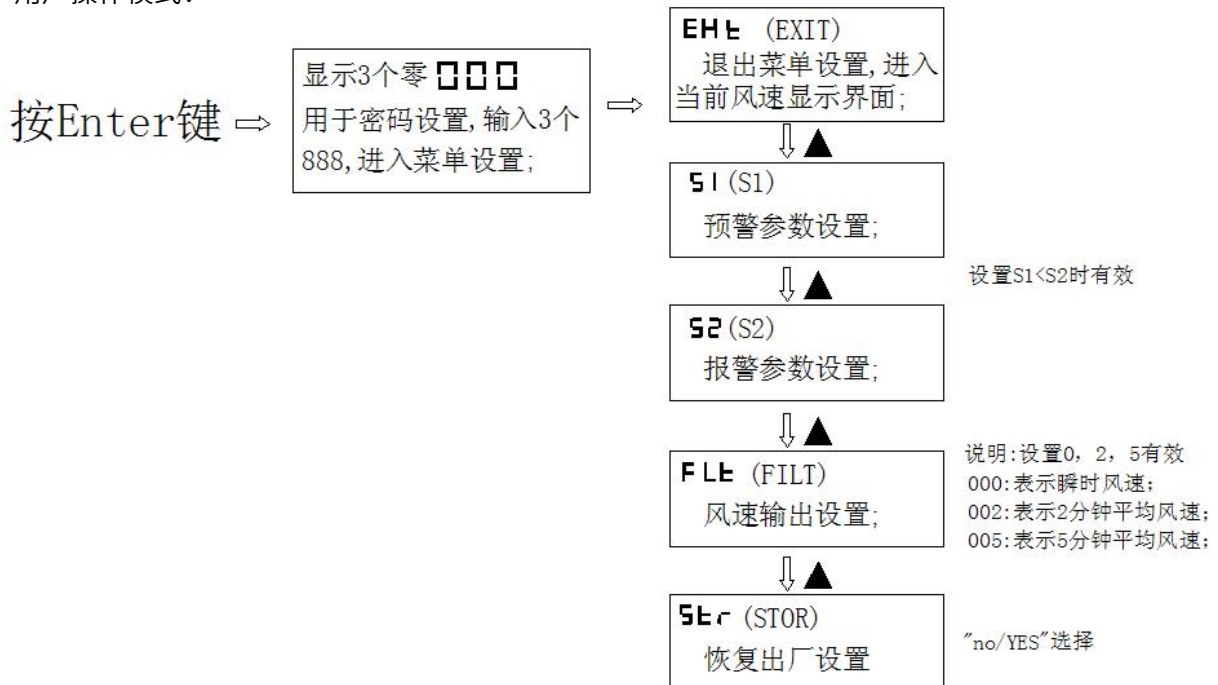 用户操作模式:
按Enter键
显示3个零 000
用于密码设置,输入3个
888,进入菜单设置;
EHt (EXIT)
退出菜单设置,进入
当前风速显示界面;
S1(S1)
预警参数设置;
设置S1<S2时有效
S2(S2)
报警参数设置;
FLt (FILT)
风速输出设置;
说明:设置0, 2, 5有效
000:表示瞬时风速;
002:表示2分钟平均风速;
005:表示5分钟平均风速;
Str (STOR)
恢复出厂设置
"no/YES"选择